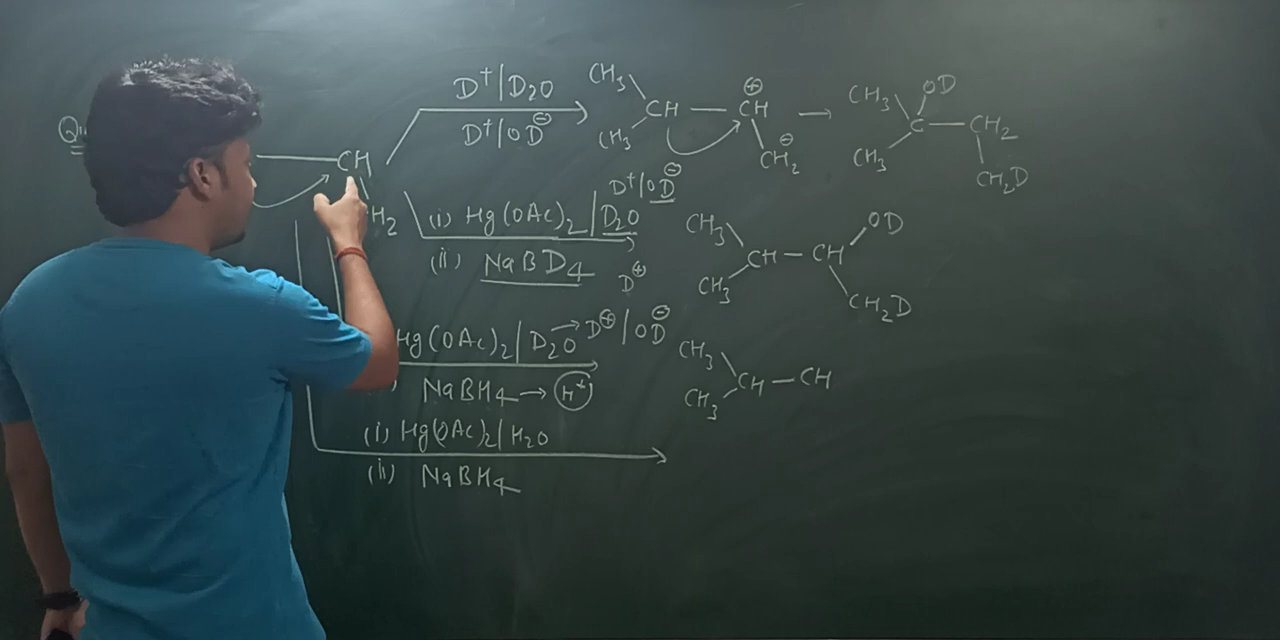 Q
CH
H2
D⁺/D2O
D⁺/OD⊖
CH3
CH3
CH — CH⊕
CH2⊖
→
CH3
CH3
C — CH2
OD
CH2D
(i) Hg(OAc)2/D2O
D⁺/OD⊖
(ii) NaBD4
D⊕
CH3
CH3
CH — CH
OD
CH2D
Hg(OAc)2/D2O → D⊕/OD⊖
) NaBH4 → H⁺
CH3
CH3
CH — CH
(i) Hg(OAc)2/H2O
(ii) NaBH4